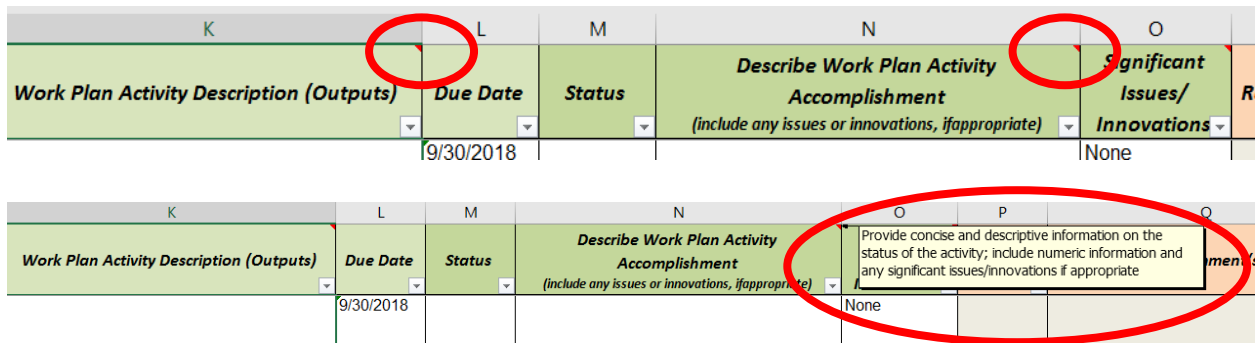 K L M N O
Work Plan Activity Description (Outputs) Due Date Status Describe Work Plan Activity Accomplishment (include any issues or innovations, ifappropriate) Significant Issues/ Innovations
9/30/2018 None
K L M N O P Q
Work Plan Activity Description (Outputs) Due Date Status Describe Work Plan Activity Accomplishment (include any issues or innovations, ifappropriate)
Provide concise and descriptive information on the
status of the activity; include numeric information and
any significant issues/innovations if appropriate
9/30/2018 None